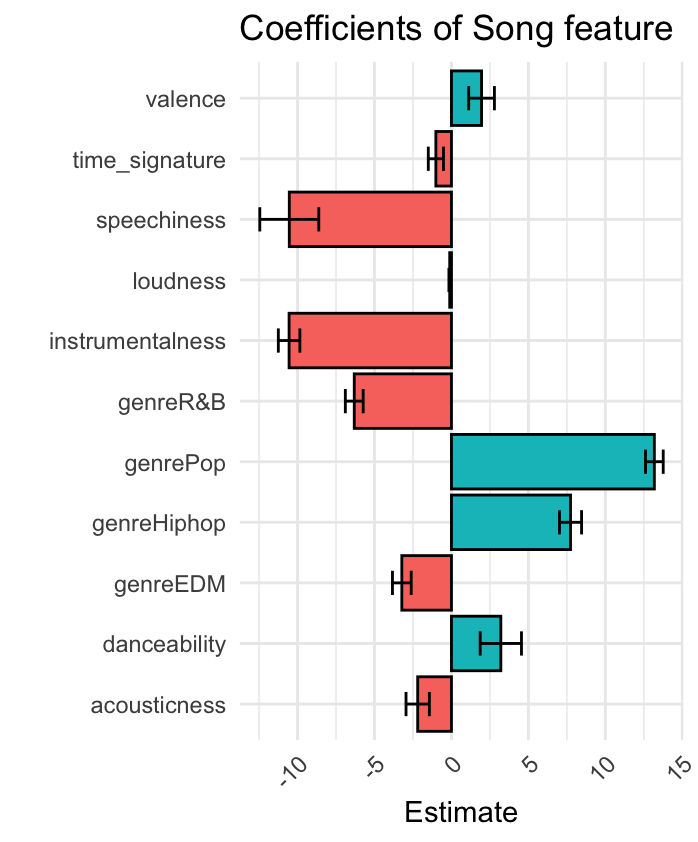 Coefficients of Song feature
valence
time_signature
speechiness
loudness
instrumentalness
genreR&B
genrePop
genreHiphop
genreEDM
danceability
acousticness
-10 -5 0 5 10 15
Estimate